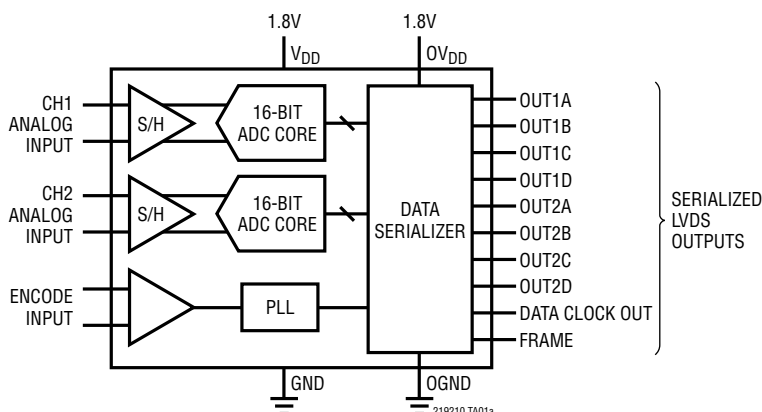 1.8V
1.8V
VDD
OVDD
CH1
ANALOG
INPUT
S/H
16-BIT
ADC CORE
CH2
ANALOG
INPUT
S/H
16-BIT
ADC CORE
ENCODE
INPUT
PLL
DATA
SERIALIZER
OUT1A
OUT1B
OUT1C
OUT1D
OUT2A
OUT2B
OUT2C
OUT2D
DATA CLOCK OUT
FRAME
SERIALIZED
LVDS
OUTPUTS
GND
OGND
219210 TA01a